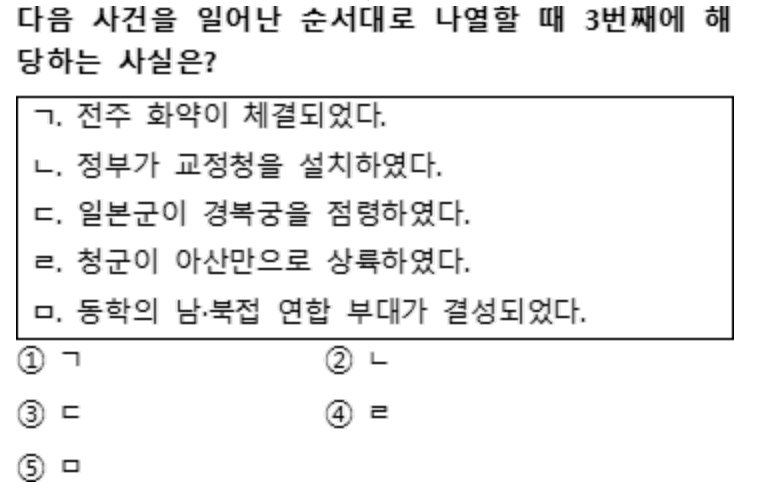 다음 사건을 일어난 순서대로 나열할 때 3번째에 해
당하는 사실은?
ㄱ. 전주 화약이 체결되었다.
ㄴ. 정부가 교정청을 설치하였다.
ㄷ. 일본군이 경복궁을 점령하였다.
ㄹ. 청군이 아산만으로 상륙하였다.
ㅁ. 동학의 남·북접 연합 부대가 결성되었다.
① ㄱ ② ㄴ
③ ㄷ ④ ㄹ
⑤ ㅁ